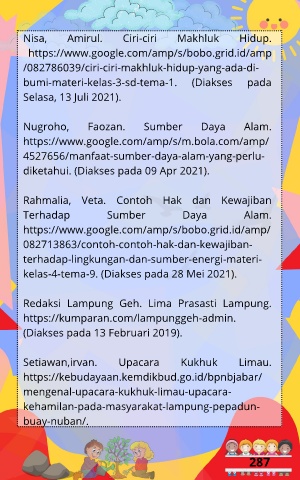 Nisa, Amirul. Ciri-ciri Makhluk Hidup.
https://www.google.com/amp/s/bobo.grid.id/amp
/082786039/ciri-ciri-makhluk-hidup-yang-ada-di-
bumi-materi-kelas-3-sd-tema-1. (Diakses pada
Selasa, 13 Juli 2021).
Nugroho, Faozan. Sumber Daya Alam.
https://www.google.com/amp/s/m.bola.com/amp/
4527656/manfaat-sumber-daya-alam-yang-perlu-
diketahui. (Diakses pada 09 Apr 2021).
Rahmalia, Veta. Contoh Hak dan Kewajiban
Terhadap Sumber Daya Alam.
https://www.google.com/amp/s/bobo.grid.id/amp/
082713863/contoh-contoh-hak-dan-kewajiban-
terhadap-lingkungan-dan-sumber-energi-materi-
kelas-4-tema-9. (Diakses pada 28 Mei 2021).
Redaksi Lampung Geh. Lima Prasasti Lampung.
https://kumparan.com/lampunggeh-admin.
(Diakses pada 13 Februari 2019).
Setiawan,irvan. Upacara Kukhuk Limau.
https://kebudayaan.kemdikbud.go.id/bpnbjabar/
mengenal-upacara-kukhuk-limau-upacara-
kehamilan-pada-masyarakat-lampung-pepadun-
buay-nuban/.
287